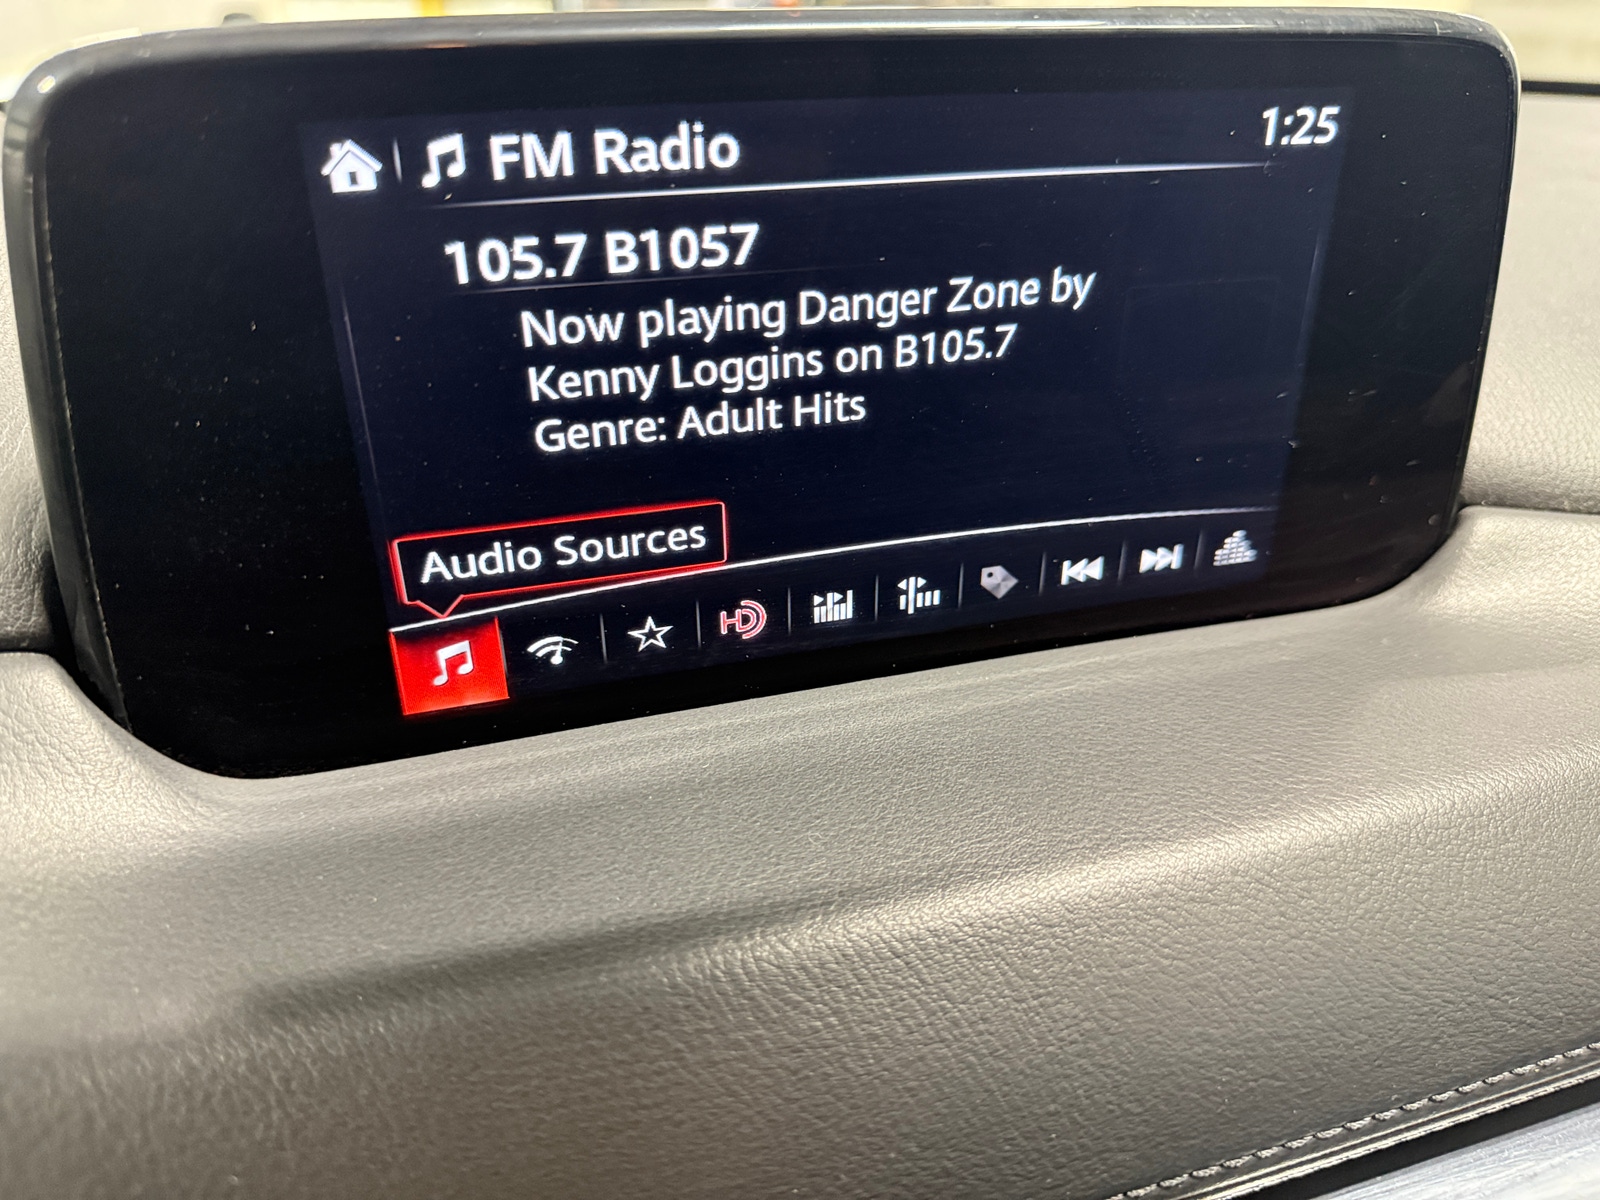 FM Radio
1:25
105.7 B1057
Now playing Danger Zone by
Kenny Loggins on B105.7
Genre: Adult Hits
Audio Sources
HD